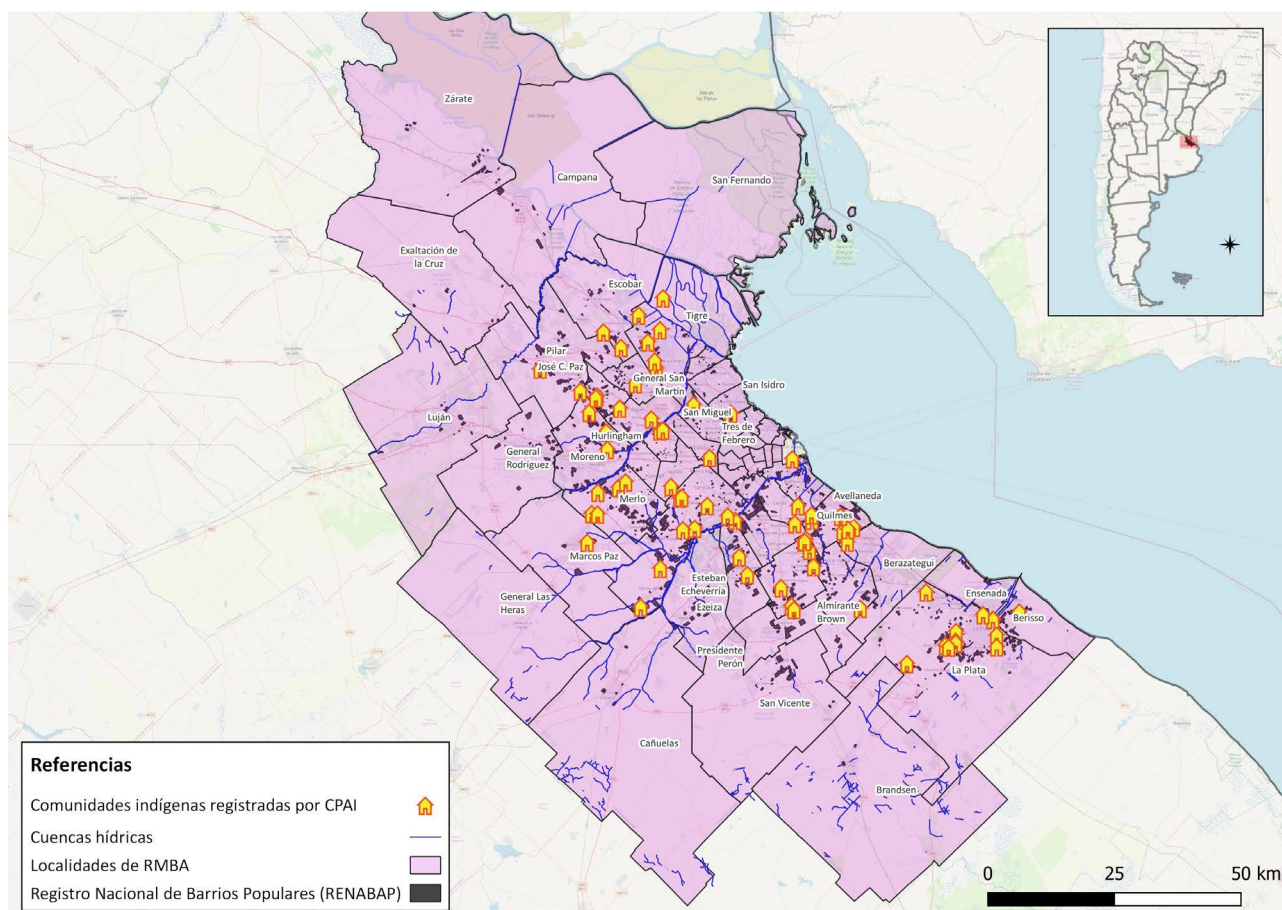 Zárate
Campana
San Fernando
Exaltación de
la Cruz
Escobar
Tigre
Pilar
José C. Paz
General San
Martín
San Isidro
Luján
San Miguel
Tres de
Febrero
Hurlingham
General
Rodríguez
Moreno
Merlo
Avellaneda
Quilmes
Marcos Paz
Berazategui
General Las
Heras
Esteban
Echeverría
Ezeiza
Almirante
Brown
Ensenada
Berisso
Presidente
Perón
La Plata
San Vicente
Cañuelas
Brandsen
Referencias
Comunidades indígenas registradas por CPAI
Cuencas hídricas
Localidades de RMBA
Registro Nacional de Barrios Populares (RENABAP)
0 25 50 km